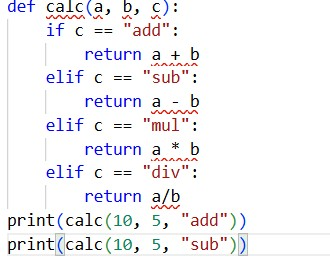 def calc(a, b, c):
    if c == "add":
        return a + b
    elif c == "sub":
        return a - b
    elif c == "mul":
        return a * b
    elif c == "div":
        return a/b
print(calc(10, 5, "add"))
print(calc(10, 5, "sub"))